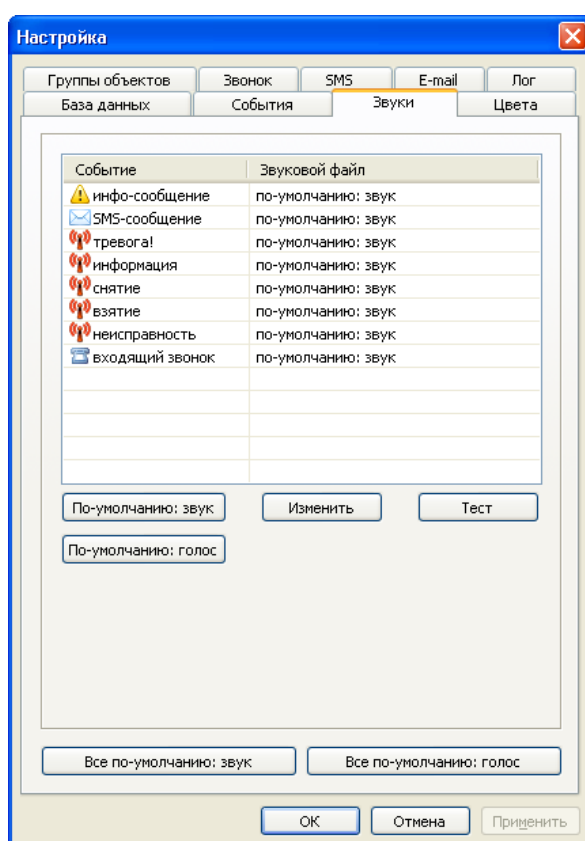 Настройка
Группы объектов Звонок SMS E-mail Лог
База данных События Звуки Цвета
Событие Звуковой файл
инфо-сообщение по-умолчанию: звук
SMS-сообщение по-умолчанию: звук
тревога! по-умолчанию: звук
информация по-умолчанию: звук
снятие по-умолчанию: звук
взятие по-умолчанию: звук
неисправность по-умолчанию: звук
входящий звонок по-умолчанию: звук
По-умолчанию: звук Изменить Тест
По-умолчанию: голос
Все по-умолчанию: звук Все по-умолчанию: голос
ОК Отмена Применить